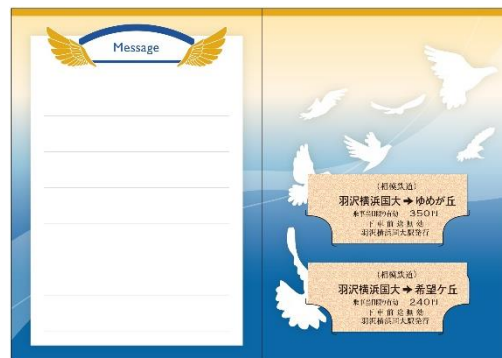 Message
(相模鉄道)
羽沢横浜国大➔ゆめが丘
発売当日限り有効 350円
下車前途無効
羽沢横浜国大駅発行
(相模鉄道)
羽沢横浜国大➔希望ケ丘
発売当日限り有効 240円
下車前途無効
羽沢横浜国大駅発行